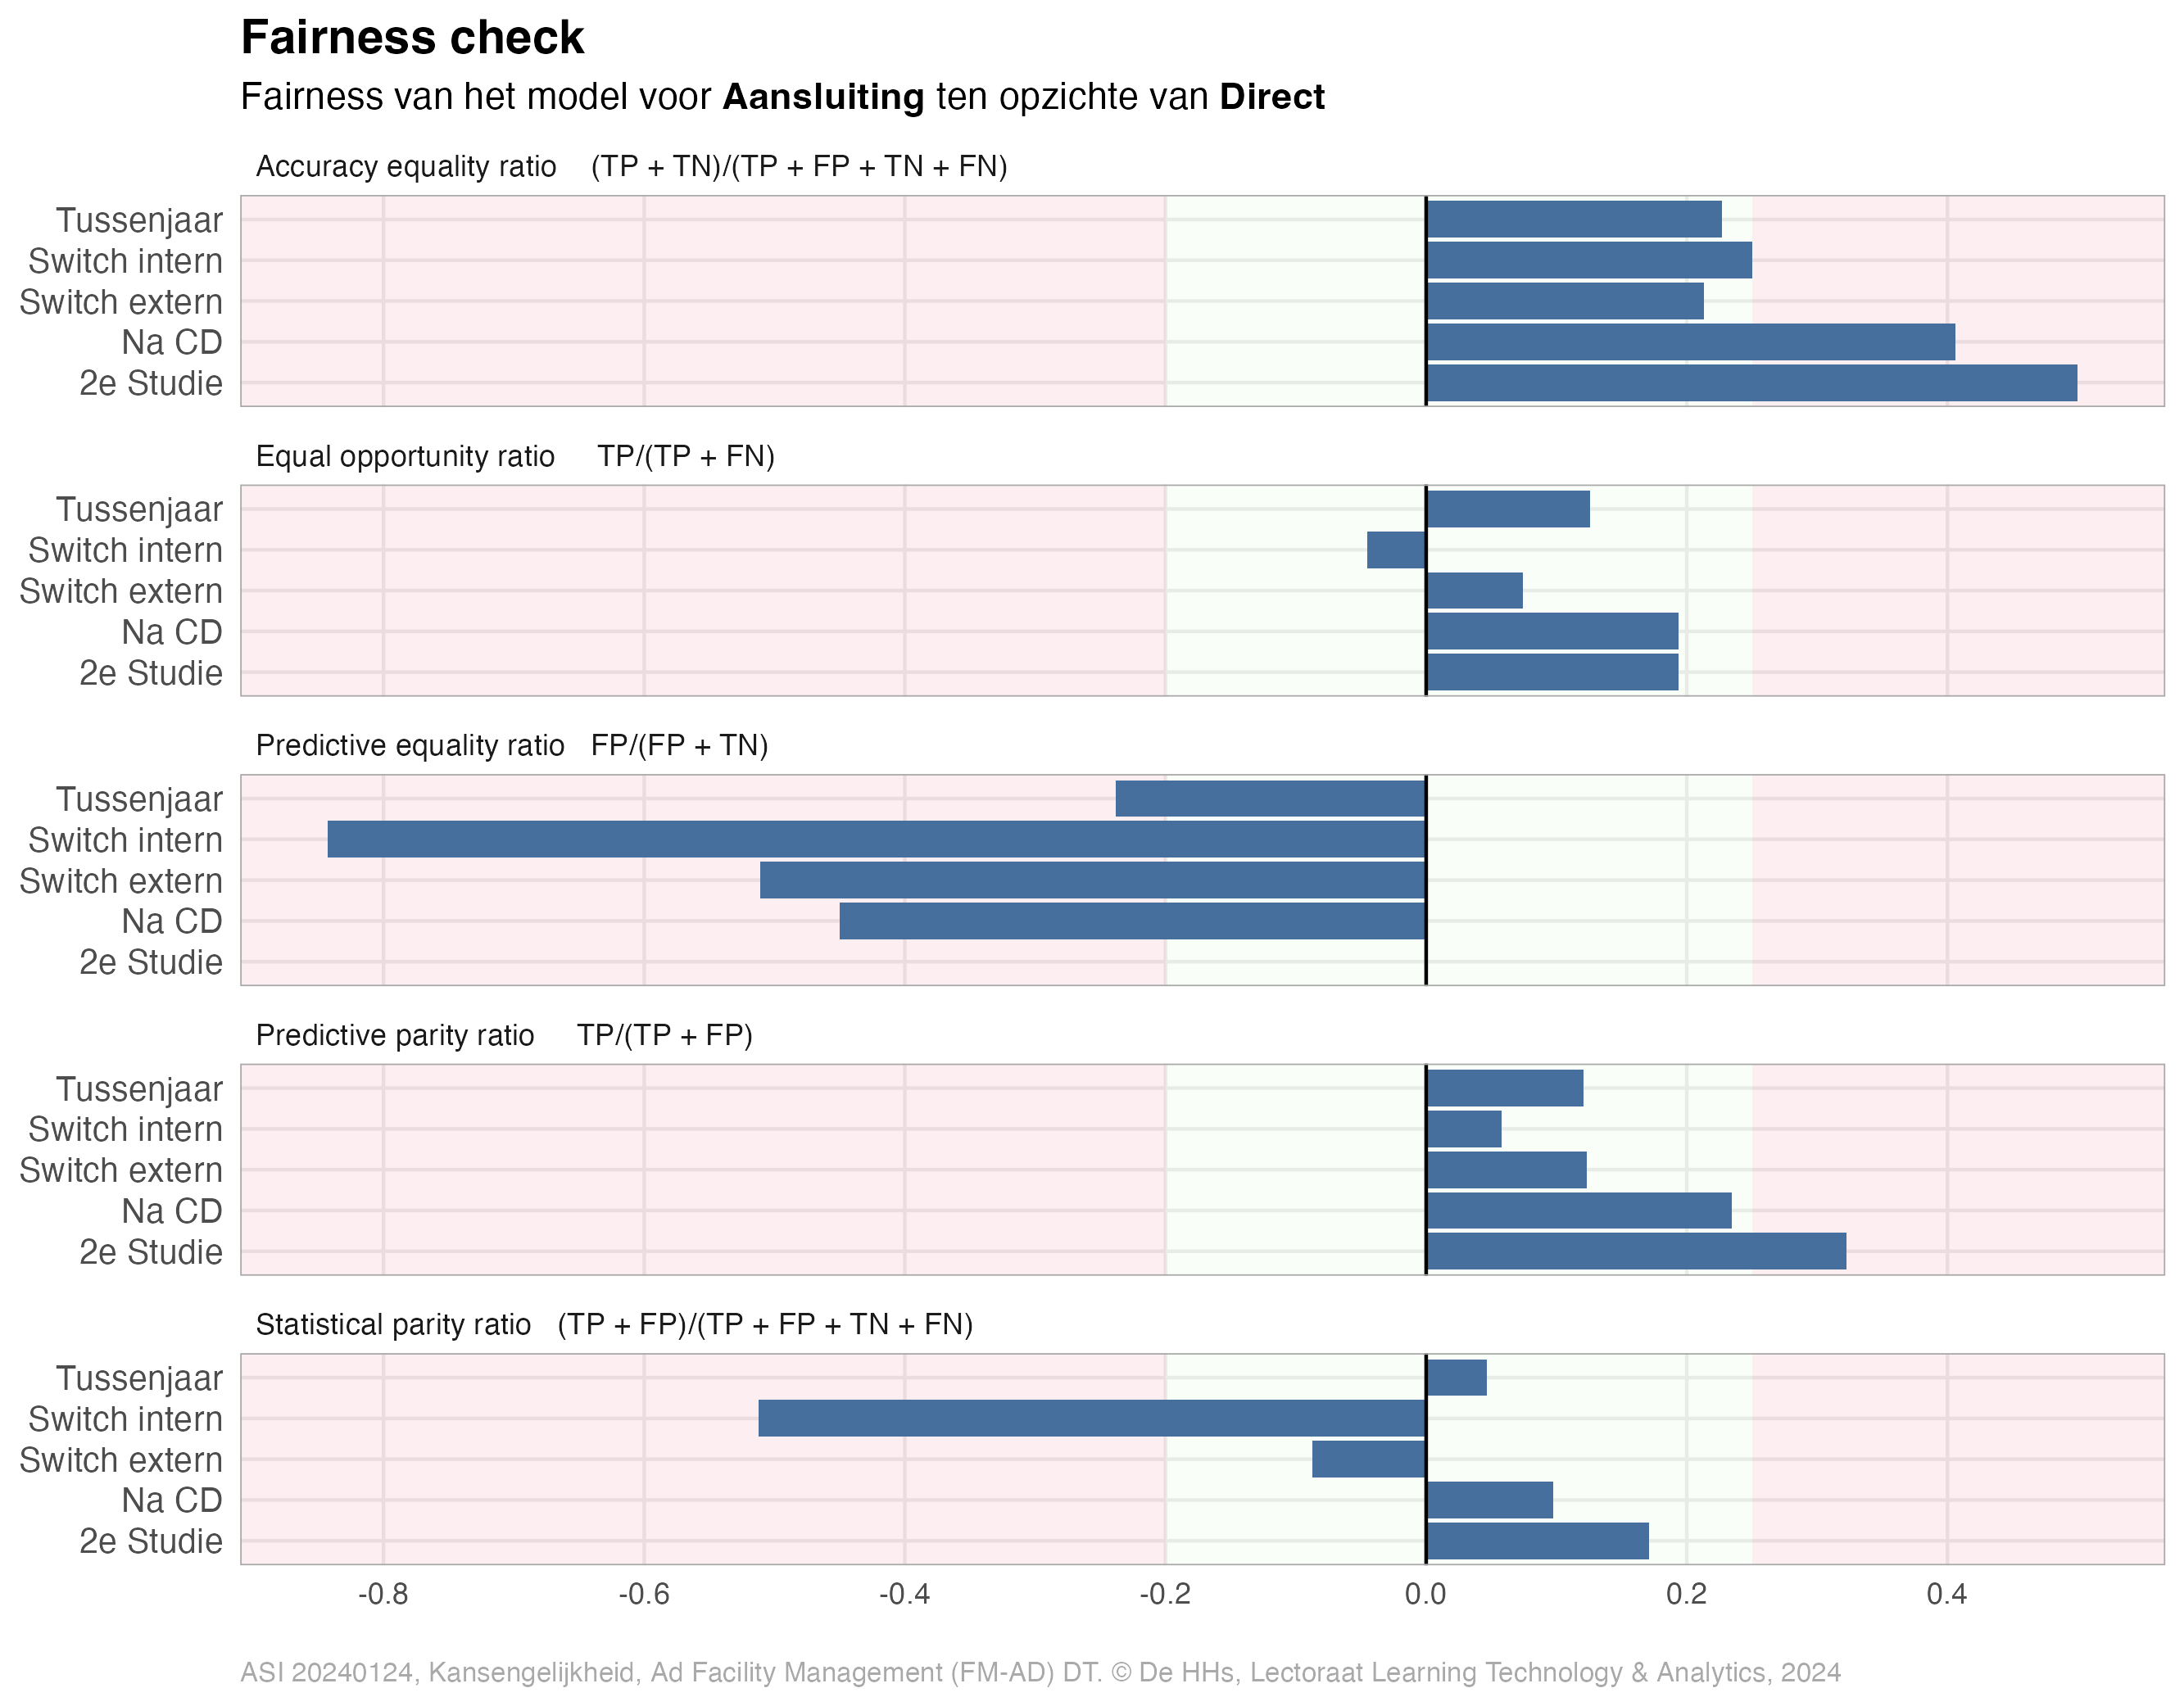 Fairness check
Fairness van het model voor Aansluiting ten opzichte van Direct
Accuracy equality ratio (TP + TN)/(TP + FP + TN + FN)
Tussenjaar
Switch intern
Switch extern
Na CD
2e Studie
Equal opportunity ratio TP/(TP + FN)
Tussenjaar
Switch intern
Switch extern
Na CD
2e Studie
Predictive equality ratio FP/(FP + TN)
Tussenjaar
Switch intern
Switch extern
Na CD
2e Studie
Predictive parity ratio TP/(TP + FP)
Tussenjaar
Switch intern
Switch extern
Na CD
2e Studie
Statistical parity ratio (TP + FP)/(TP + FP + TN + FN)
Tussenjaar
Switch intern
Switch extern
Na CD
2e Studie
-0.8 -0.6 -0.4 -0.2 0.0 0.2 0.4
ASI 20240124, Kansengelijkheid, Ad Facility Management (FM-AD) DT. © De HHs, Lectoraat Learning Technology & Analytics, 2024